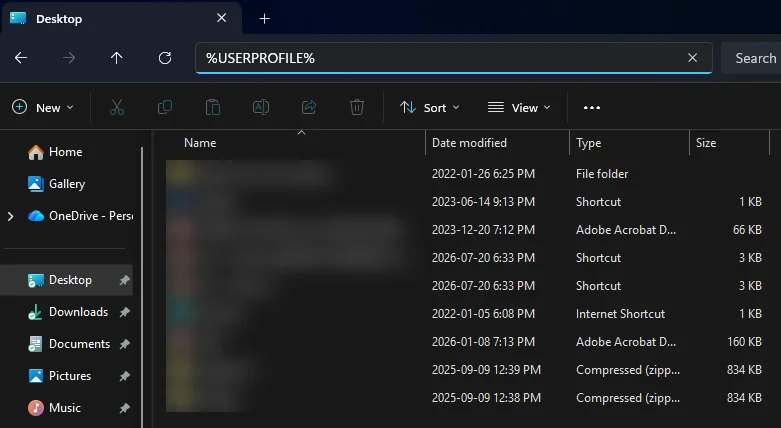 Desktop
%USERPROFILE%
Search
New
Sort
View
Name Date modified Type Size
Home
Gallery
OneDrive - Pers
Desktop
Downloads
Documents
Pictures
Music
2022-01-26 6:25 PM File folder
2023-06-14 9:13 PM Shortcut 1 KB
2023-12-20 7:12 PM Adobe Acrobat D... 66 KB
2026-07-20 6:33 PM Shortcut 3 KB
2026-07-20 6:33 PM Shortcut 3 KB
2022-01-05 6:08 PM Internet Shortcut 1 KB
2026-01-08 7:13 PM Adobe Acrobat D... 160 KB
2025-09-09 12:39 PM Compressed (zipp... 834 KB
2025-09-09 12:38 PM Compressed (zipp... 834 KB